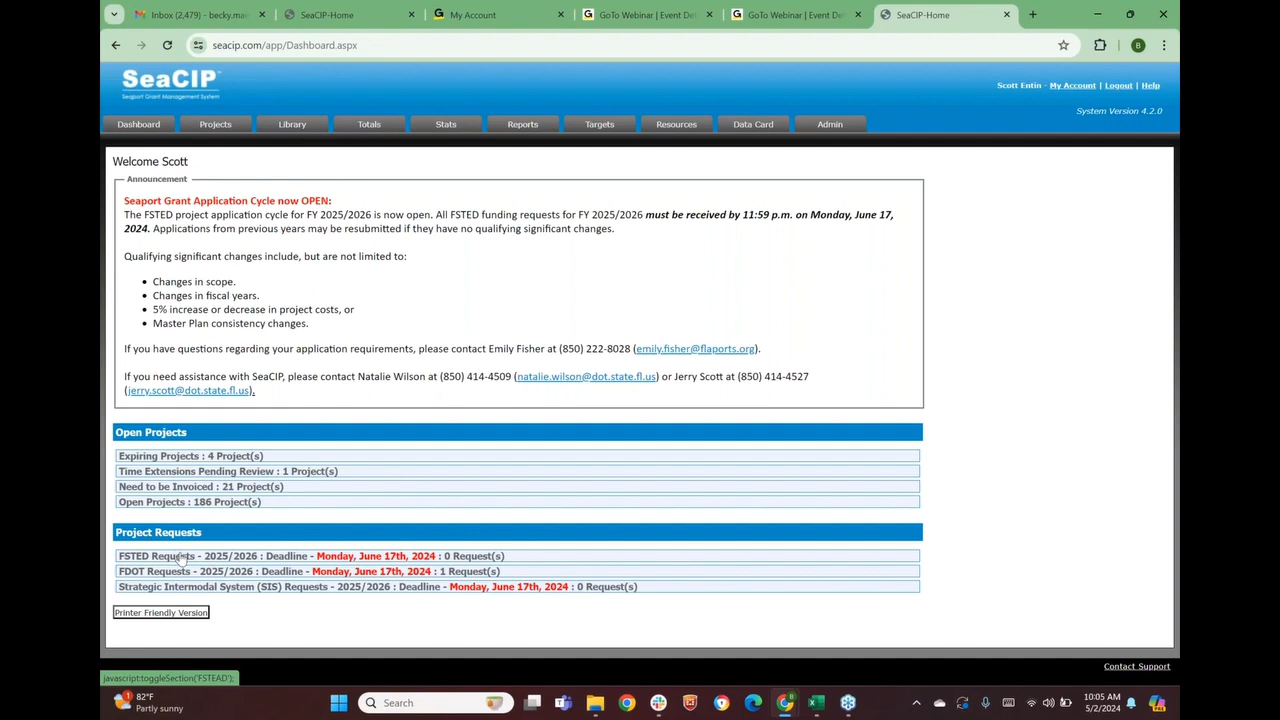 Inbox (2,479) - becky.mai
SeaCIP-Home
My Account
GoTo Webinar | Event De
GoTo Webinar | Event De
SeaCIP-Home
seacip.com/app/Dashboard.aspx
B
SeaCIP
Seaport Grant Management System
Scott Entin - My Account | Logout | Help
System Version 4.2.0
Dashboard
Projects
Library
Totals
Stats
Reports
Targets
Resources
Data Card
Admin
Welcome Scott
Announcement
Seaport Grant Application Cycle now OPEN:
The FSTED project application cycle for FY 2025/2026 is now open. All FSTED funding requests for FY 2025/2026 must be received by 11:59 p.m. on Monday, June 17,
2024. Applications from previous years may be resubmitted if they have no qualifying significant changes.
Qualifying significant changes include, but are not limited to:
• Changes in scope.
• Changes in fiscal years.
• 5% increase or decrease in project costs, or
• Master Plan consistency changes.
If you have questions regarding your application requirements, please contact Emily Fisher at (850) 222-8028 (emily.fisher@flaports.org).
If you need assistance with SeaCIP, please contact Natalie Wilson at (850) 414-4509 (natalie.wilson@dot.state.fl.us) or Jerry Scott at (850) 414-4527
(jerry.scott@dot.state.fl.us).
Open Projects
Expiring Projects : 4 Project(s)
Time Extensions Pending Review : 1 Project(s)
Need to be Invoiced : 21 Project(s)
Open Projects : 186 Project(s)
Project Requests
FSTED Requests - 2025/2026 : Deadline - Monday, June 17th, 2024 : 0 Request(s)
FDOT Requests - 2025/2026 : Deadline - Monday, June 17th, 2024 : 1 Request(s)
Strategic Intermodal System (SIS) Requests - 2025/2026 : Deadline - Monday, June 17th, 2024 : 0 Request(s)
Printer Friendly Version
Contact Support
javascript:toggleSection('FSTEAD');
82°F
Partly sunny
Search
10:05 AM
5/2/2024